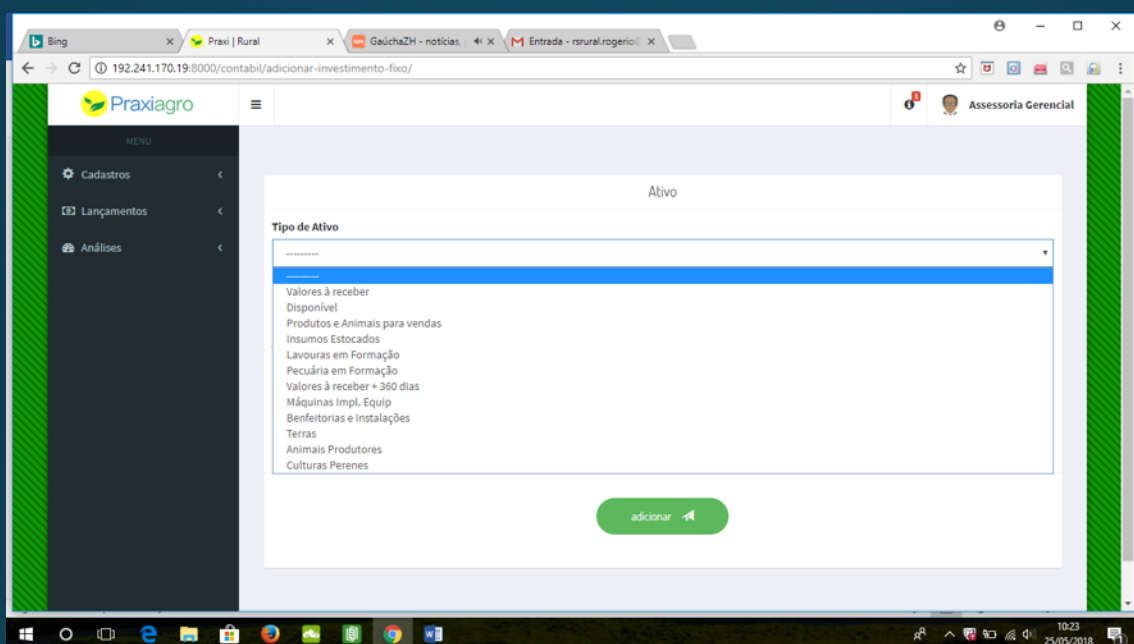 Bing
Praxi | Rural
GaúchaZH - notícias,
Entrada - rsrural.rogerio
192.241.170.19:8000/contabil/adicionar-investimento-fixo/
Praxiagro
1
Assessoria Gerencial
MENU
Cadastros
Lançamentos
Análises
Ativo
Tipo de Ativo
---------
---------
Valores à receber
Disponível
Produtos e Animais para vendas
Insumos Estocados
Lavouras em Formação
Pecuária em Formação
Valores à receber + 360 dias
Máquinas Impl. Equip
Benfeitorias e Instalações
Terras
Animais Produtores
Culturas Perenes
adicionar
10:23
25/05/2018